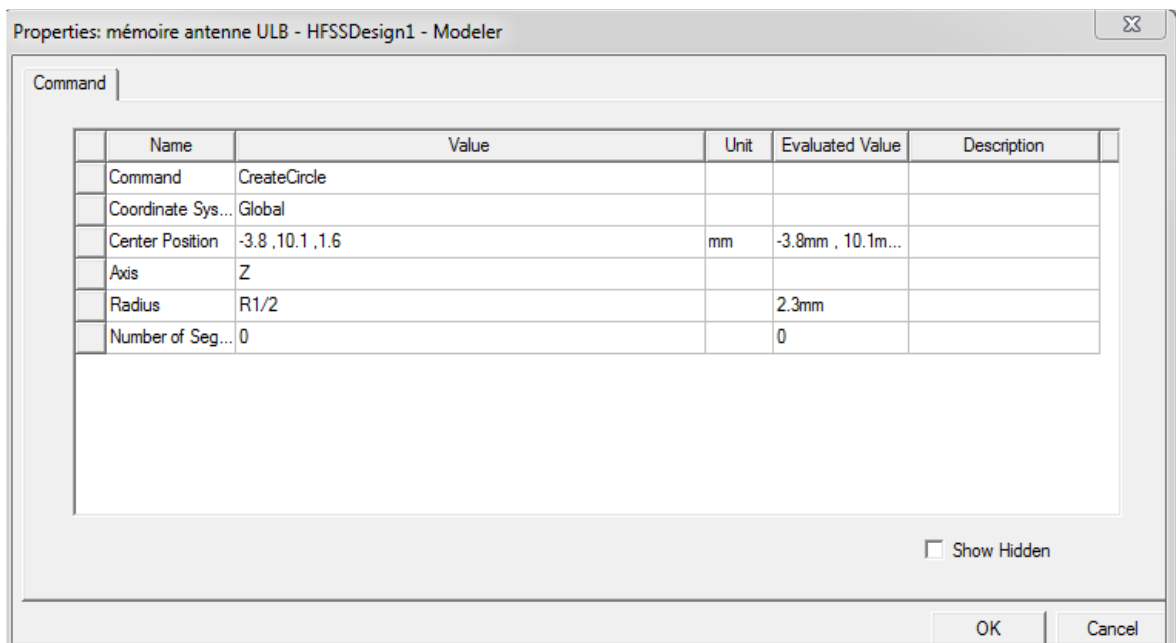 Properties: mémoire antenne ULB - HFSSDesign1 - Modeler
Command
Name Value Unit Evaluated Value Description
Command CreateCircle
Coordinate Sys... Global
Center Position -3.8 ,10.1 ,1.6 mm -3.8mm , 10.1m...
Axis Z
Radius R1/2 2.3mm
Number of Seg... 0 0
Show Hidden
OK Cancel